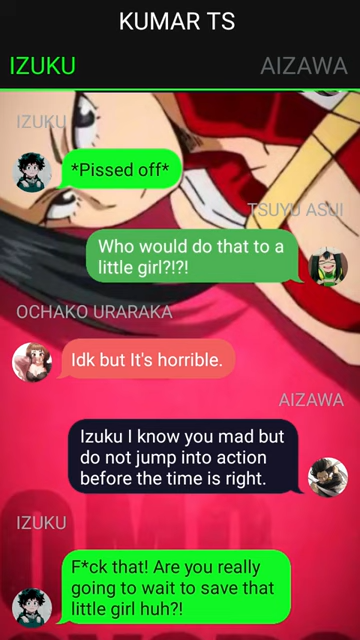 KUMAR TS
IZUKU
AIZAWA
IZUKU
*Pissed off*
TSUYU ASUI
Who would do that to a
little girl?!?!
OCHAKO URARAKA
Idk but It's horrible.
AIZAWA
Izuku I know you mad but
do not jump into action
before the time is right.
IZUKU
F*ck that! Are you really
going to wait to save that
little girl huh?!